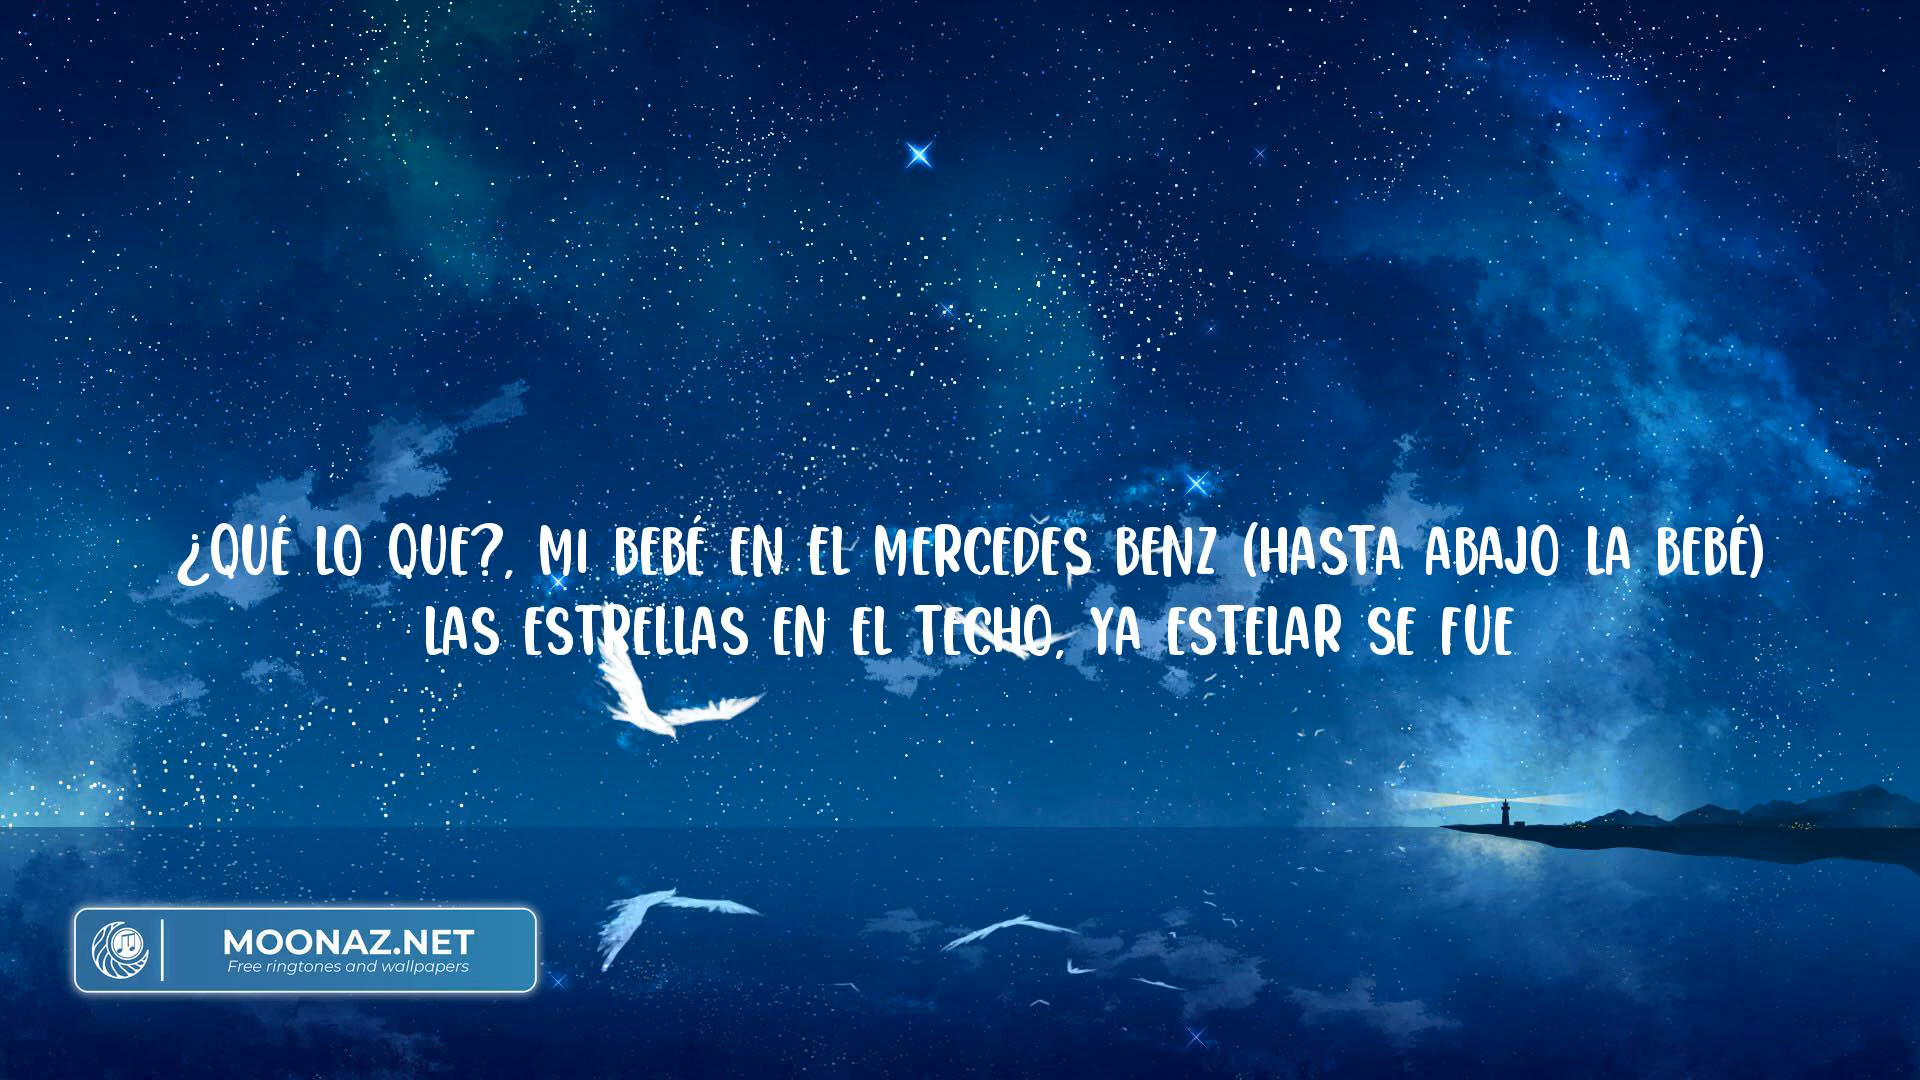 ¿QUÉ LO QUE?, MI BEBÉ EN EL MERCEDES BENZ (HASTA ABAJO LA BEBÉ)
LAS ESTRELLAS EN EL TECHO, YA ESTELAR SE FUE
MOONAZ.NET
Free ringtones and wallpapers